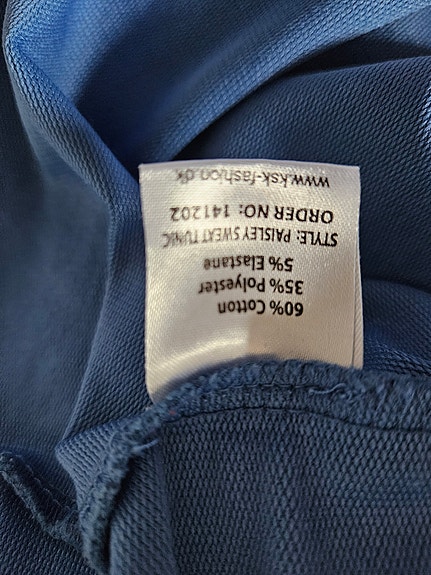 60% Cotton
35% Polyester
5% Elastane
STYLE: PAISLEY SWEAT TUNIC
ORDER NO: 141202
www.ksk-fashion.dk